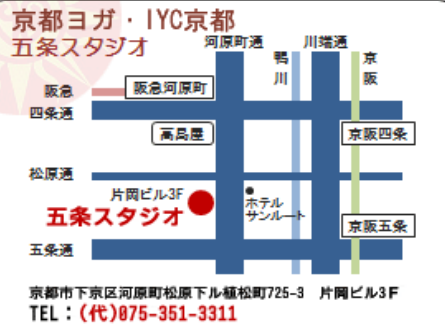 京都ヨガ・IYC京都
五条スタジオ
河原町通
川端通
鴨川
京阪
阪急
阪急河原町
四条通
高島屋
京阪四条
松原通
片岡ビル3F
五条スタジオ
ホテル
サンルート
京阪五条
五条通
京都市下京区河原町松原下ル植松町725-3 片岡ビル3F
TEL：(代)075-351-3311